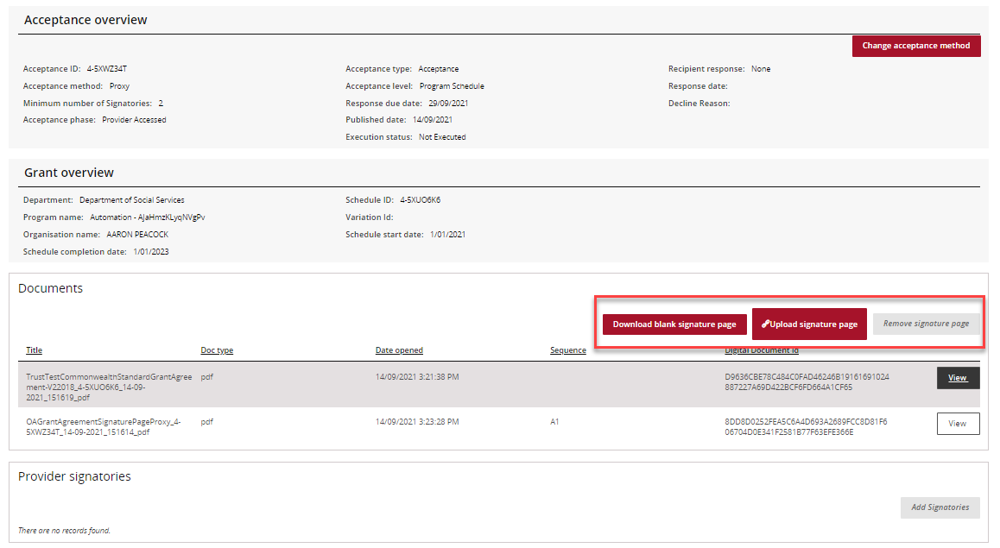 Acceptance overview
Change acceptance method
Acceptance ID: 4-5XWZ34T
Acceptance type: Acceptance
Recipient response: None
Acceptance method: Proxy
Acceptance level: Program Schedule
Response date:
Minimum number of Signatories: 2
Response due date: 29/09/2021
Decline Reason:
Acceptance phase: Provider Accessed
Published date: 14/09/2021
Execution status: Not Executed
Grant overview
Department: Department of Social Services
Schedule ID: 4-5XUO6K6
Program name: Automation - AJaHmzKLyqNVgPv
Variation Id:
Organisation name: AARON PEACOCK
Schedule start date: 1/01/2021
Schedule completion date: 1/01/2023
Documents
Download blank signature page
Upload signature page
Remove signature page
Title Doc type Date opened Sequence Digital Document Id
TrustTestCommonwealthStandardGrantAgree pdf 14/09/2021 3:21:38 PM D9636CBE78C484C0FAD46246B19161691024 View
ment-V22018_4-5XUO6K6_14-09- 887227A69D422BCF6FD664A1CF65
2021_151619_pdf
OAGrantAgreementSignaturePageProxy_4- pdf 14/09/2021 3:23:28 PM A1 8DD8D0252FEA5C6A4D693A2689FCC8D81F6 View
5XWZ34T_14-09-2021_151614_pdf 06704D0E341F2581B77F63EFE366E
Provider signatories
Add Signatories
There are no records found.